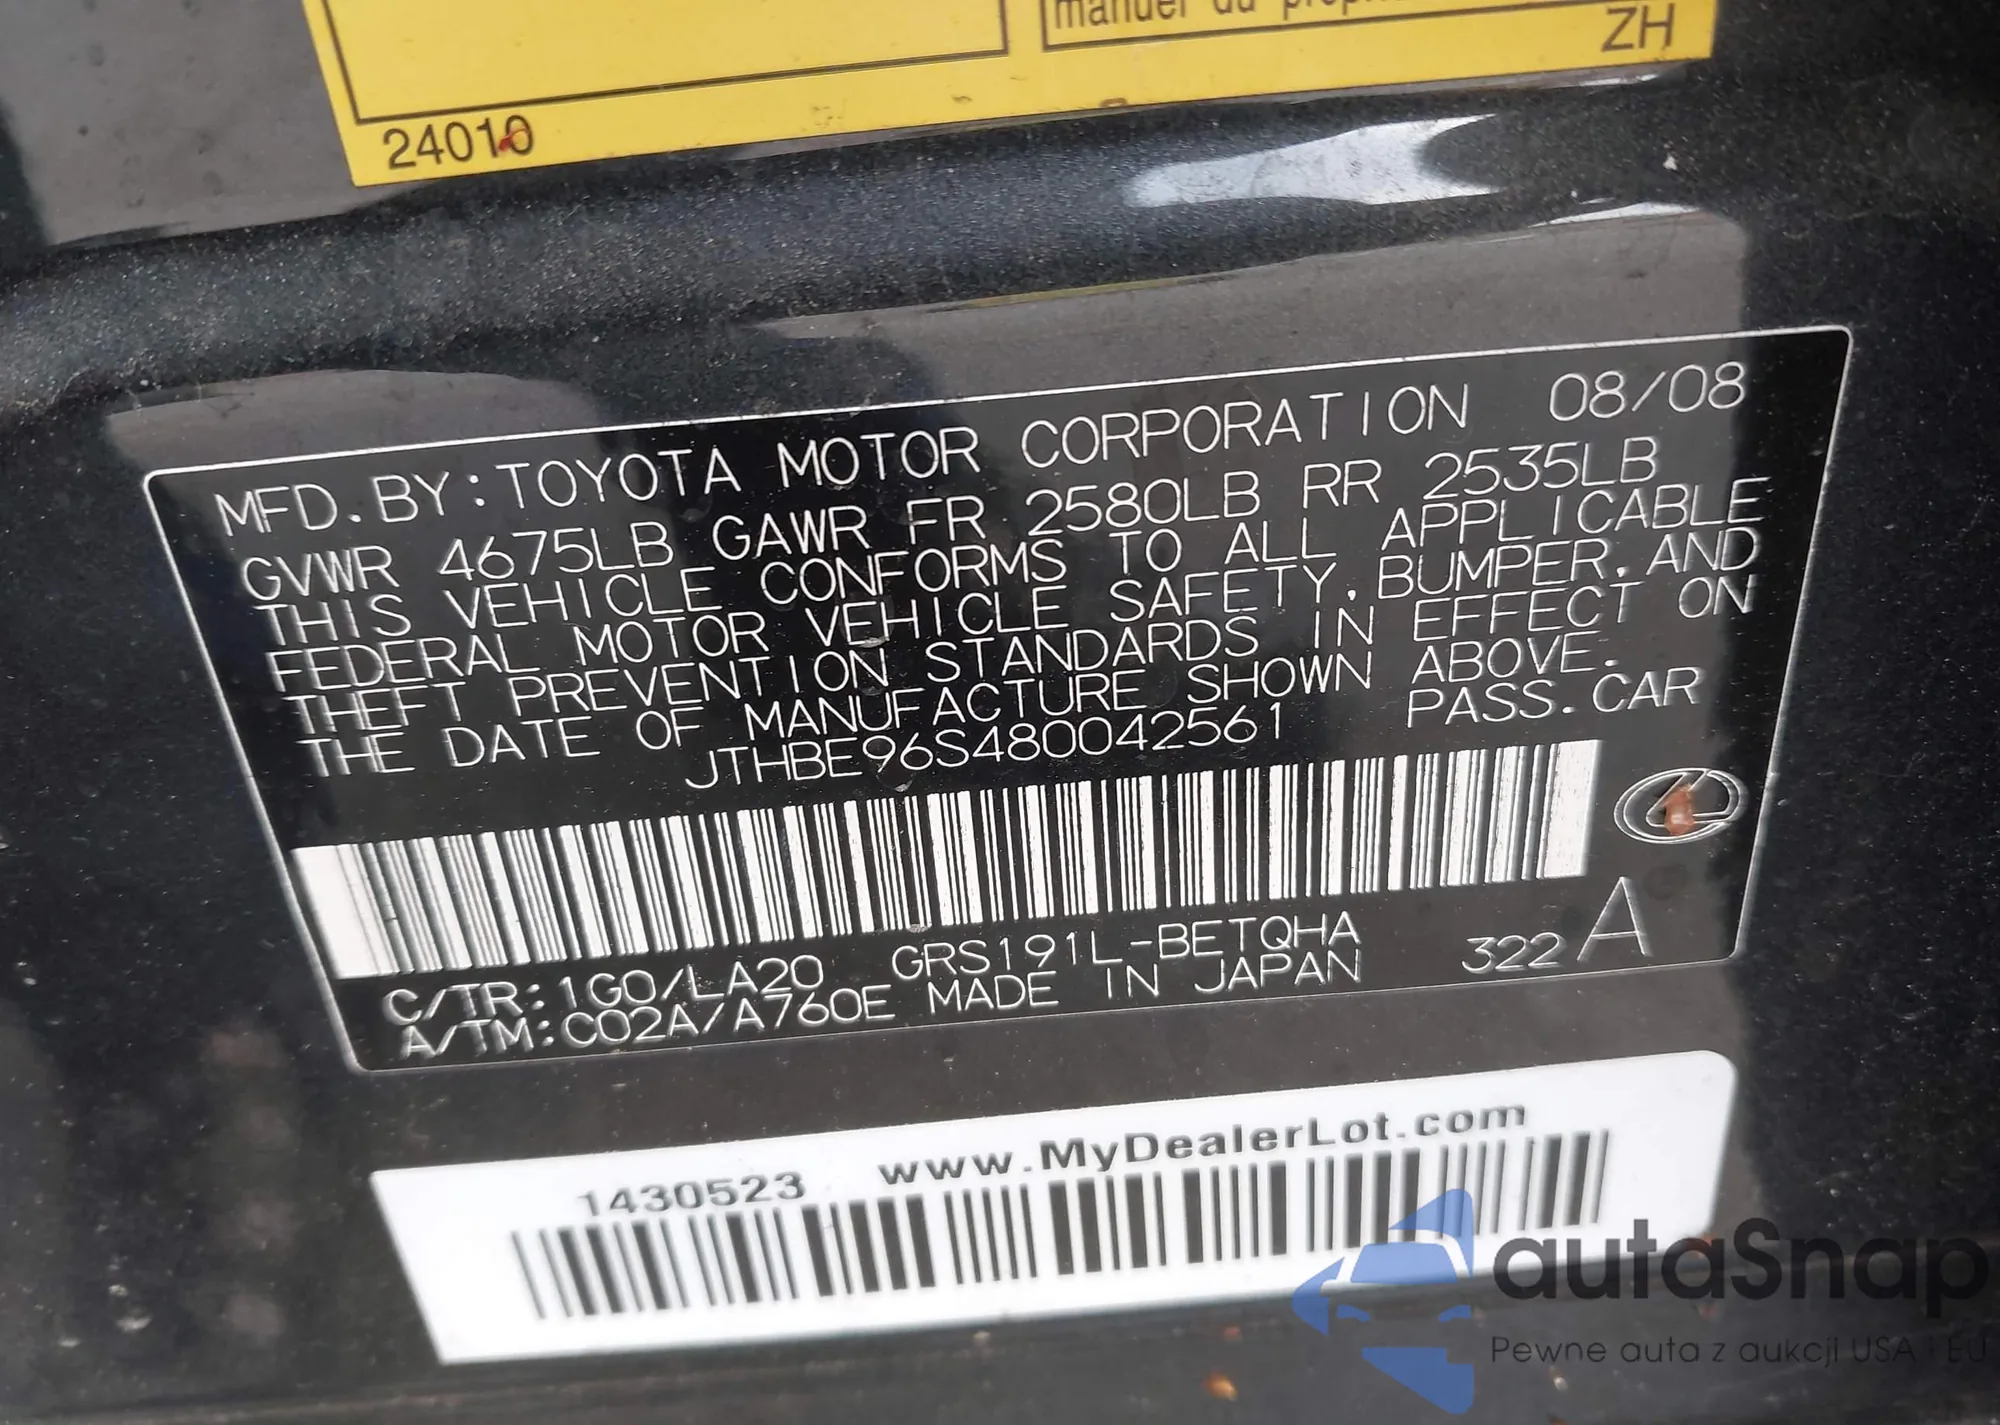 manuel du
ZH
24010
MFD. BY: TOYOTA MOTOR CORPORATION 08/08
GVWR 4675LB GAWR FR 2580LB RR 2535LB
THIS VEHICLE CONFORMS TO ALL APPLICABLE
FEDERAL MOTOR VEHICLE SAFETY, BUMPER, AND
THEFT PREVENTION STANDARDS IN EFFECT ON
THE DATE OF MANUFACTURE SHOWN ABOVE.
JTHBE96S480042561 PASS. CAR
C/TR: 1G0/LA20 GRS191L-BETQHA 322 A
A/TM: C02A/A760E MADE IN JAPAN
www.MyDealerLot.com
1430523
autaSnap
Pewne auta z aukcji USA i EU